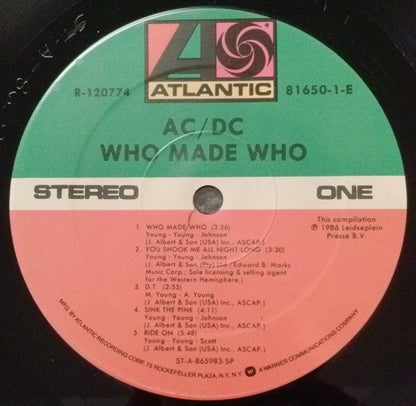 R-120774
ATLANTIC
81650-1-E
AC/DC
WHO MADE WHO
STEREO
ONE
This compilation
℗ 1986 Leidseplein
Presse B.V.
1. WHO MADE WHO (3:26)
Young - Young - Johnson
(J. Albert & Son (USA) Inc., ASCAP.)
2. YOU SHOOK ME ALL NIGHT LONG (3:30)
Young - Young - Johnson
(J. Albert & Son (Pty) Ltd./Edward B. Marks
Music Corp.; Sole licensing & selling agent
for the Western Hemisphere.)
3. D.T. (2:55)
M. Young - A. Young
(J. Albert & Son (USA) Inc., ASCAP.)
4. SINK THE PINK (4:11)
Young - Young - Johnson
(J. Albert & Son (USA) Inc., ASCAP.)
5. RIDE ON (5:48)
Young - Young - Scott
(J. Albert & Son (USA) Inc., ASCAP.)
ST-A-865983-SP
MFG. BY ATLANTIC RECORDING CORP., 75 ROCKEFELLER PLAZA, N.Y., N.Y. A WARNER COMMUNICATIONS COMPANY